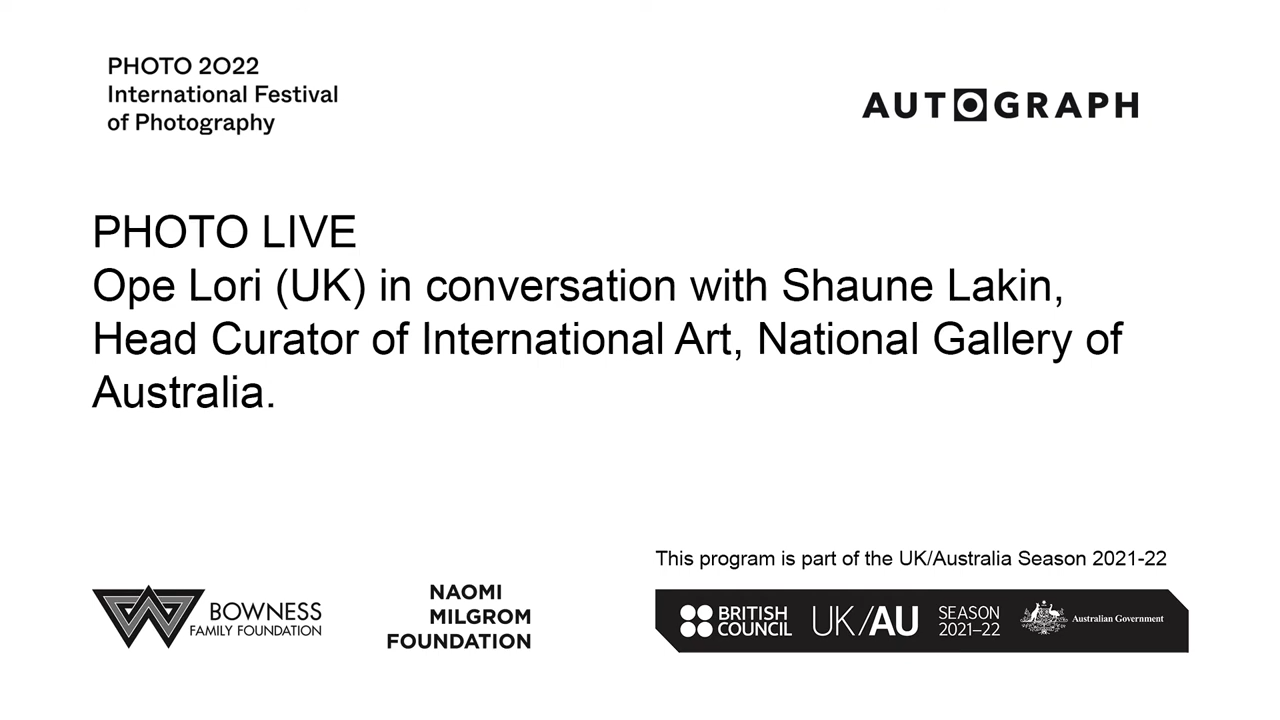 PHOTO 2022
International Festival
of Photography
AUTOGRAPH
PHOTO LIVE
Ope Lori (UK) in conversation with Shaune Lakin,
Head Curator of International Art, National Gallery of
Australia.
This program is part of the UK/Australia Season 2021-22
BOWNESS
FAMILY FOUNDATION
NAOMI
MILGROM
FOUNDATION
BRITISH
COUNCIL
UK/AU
SEASON
2021–22
Australian Government